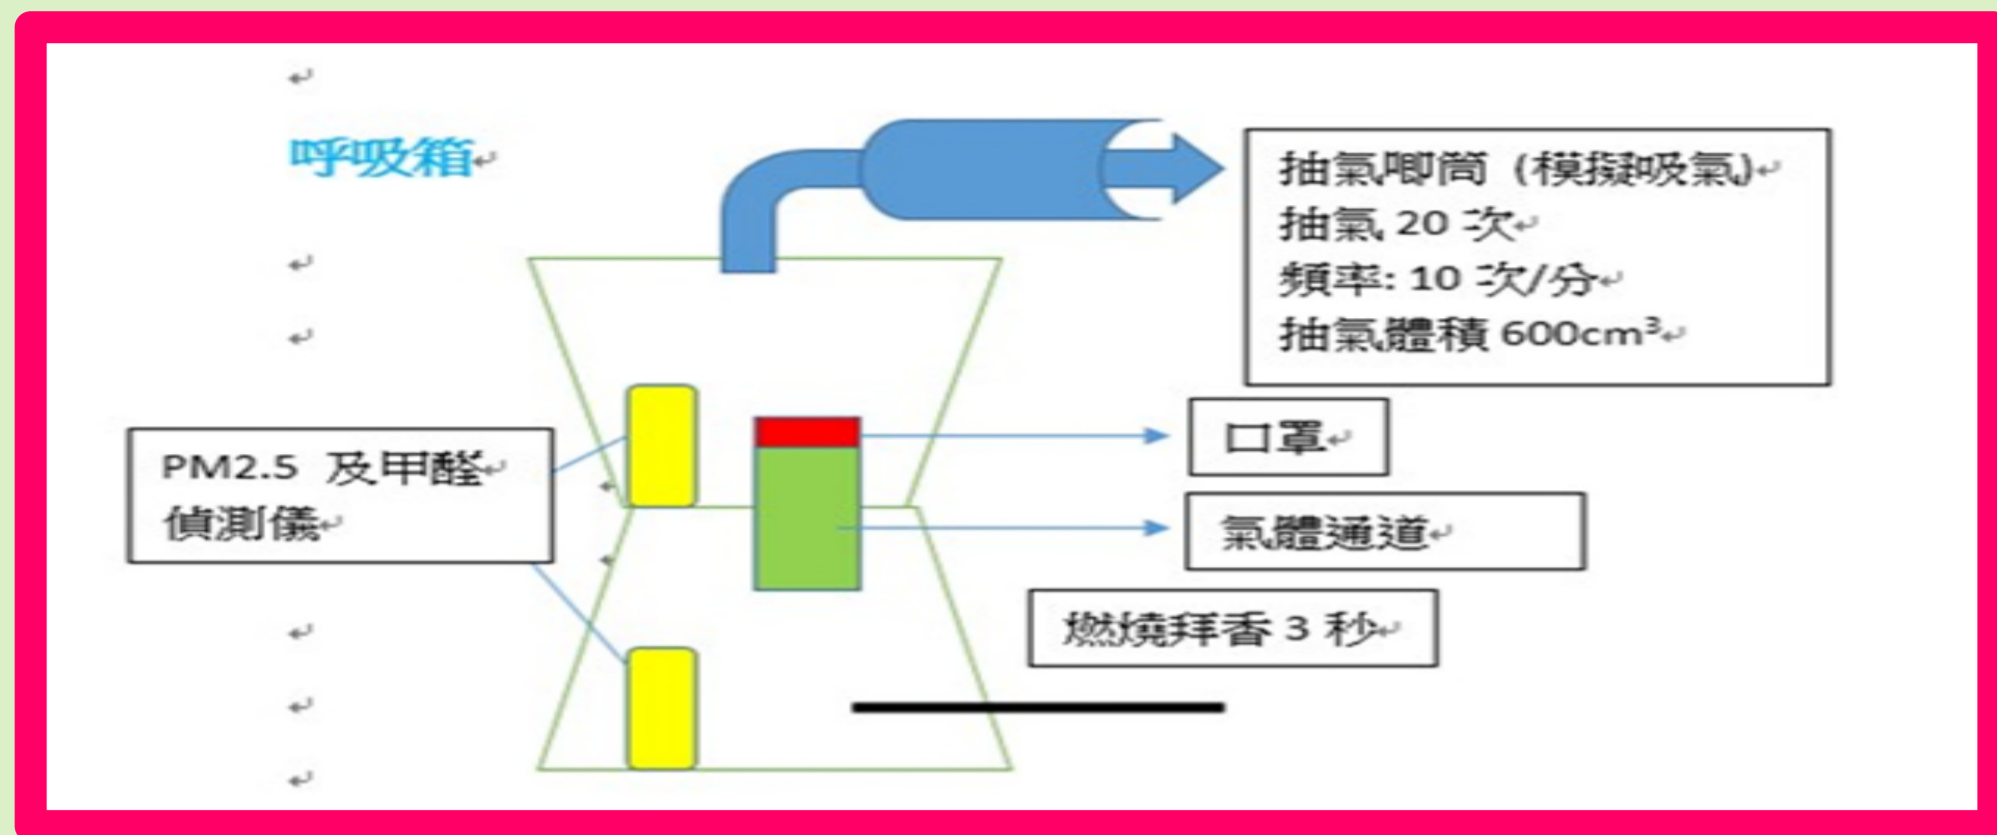 呼吸箱
抽氣唧筒 (模擬吸氣)
抽氣 20 次
頻率: 10 次/分
抽氣體積 600cm³
口罩
PM2.5 及甲醛
偵測儀
氣體通道
燃燒拜香 3 秒